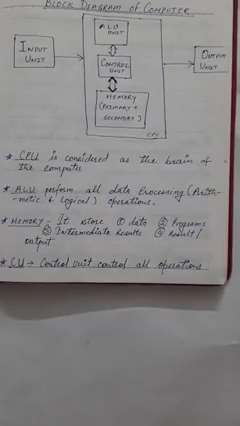 BLOCK DIAGRAM OF COMPUTER
ALU
UNIT
INPUT
UNIT
CONTROL
UNIT
OUTPUT
UNIT
MEMORY
(PRIMARY +
SECONDARY)
CPU
* CPU is considered as the brain of
the computer
* ALU perform all data Processing (Arith-
-metic & Logical) operations.
* MEMORY - It store ① data ② Programs
③ Intermediate Results ④ Result/
output
* CU → Control unit control all operations